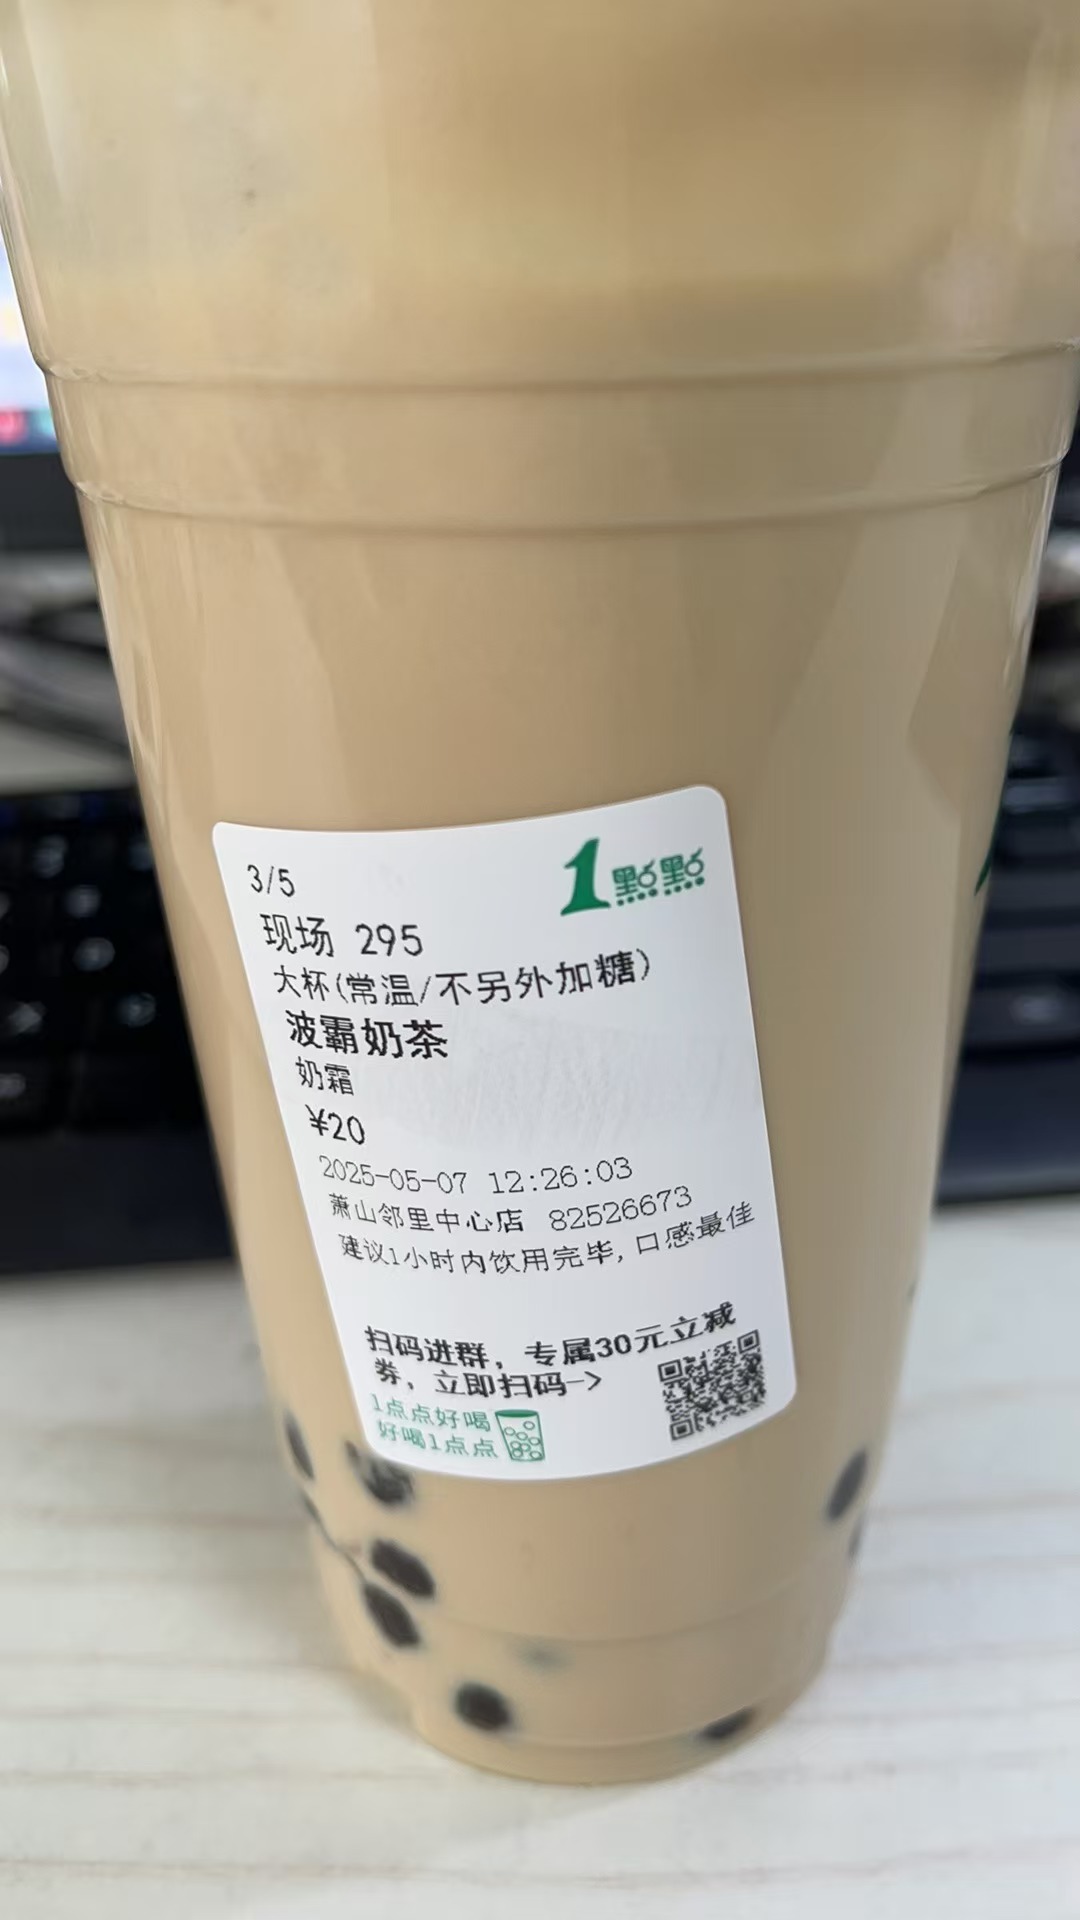 3/5
1點點
现场 295
大杯(常温/不另外加糖)
波霸奶茶
奶霜
¥20
2025-05-07 12:26:03
萧山邻里中心店 82526673
建议1小时内饮用完毕,口感最佳
扫码进群，专属30元立减
券，立即扫码->
1点点好喝
好喝1点点